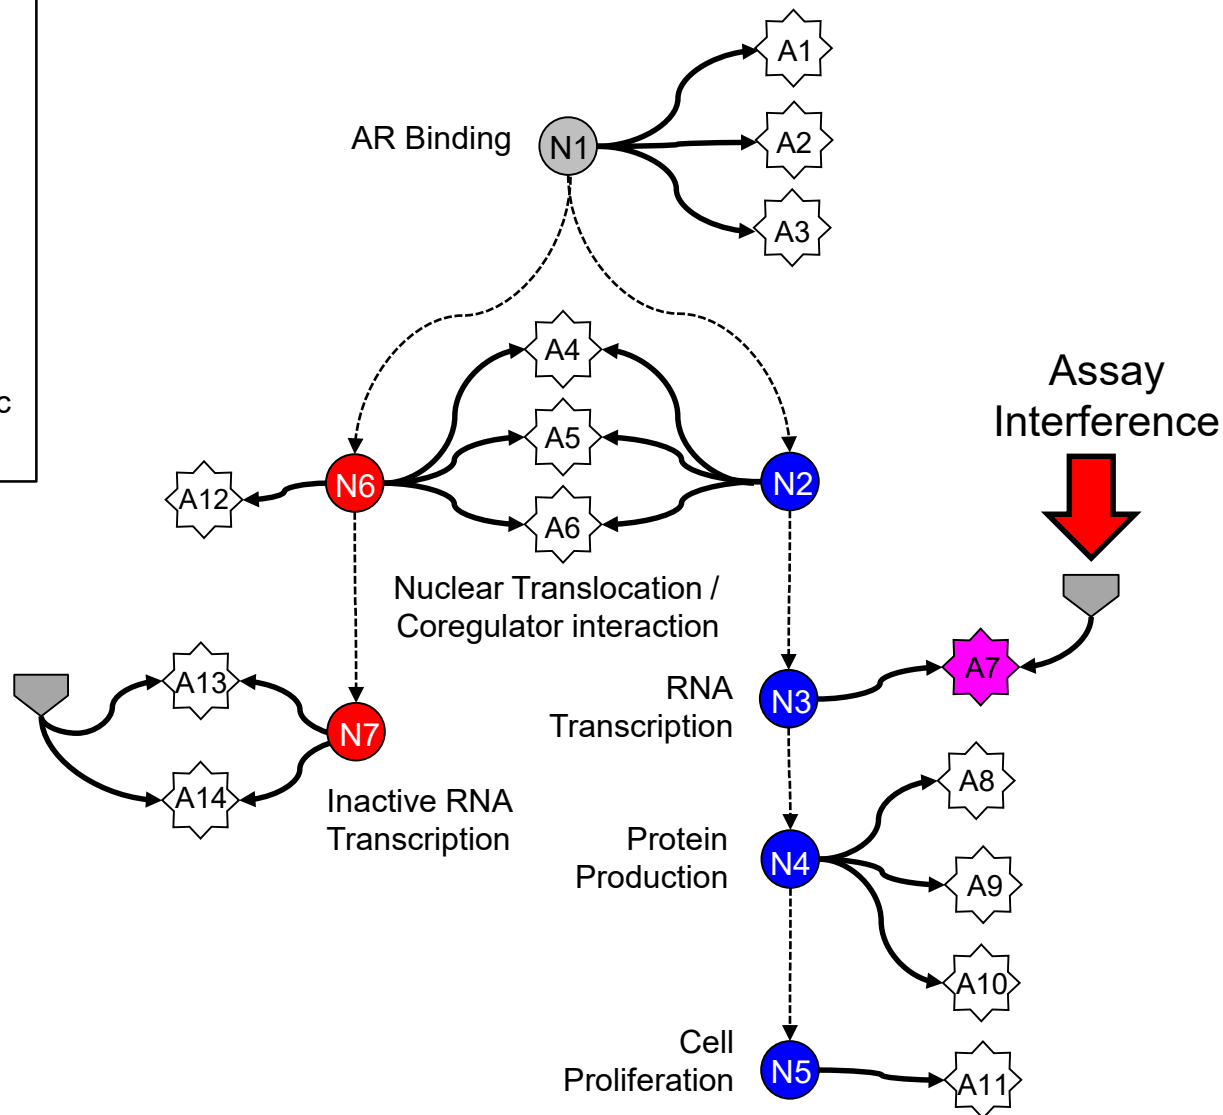 A1
AR Binding
N1
A2
A3
A4
Assay
Interference
c
A5
N6
N2
A12
A6
Nuclear Translocation /
Coregulator interaction
A13
A7
RNA
Transcription
N3
N7
A14
Inactive RNA
Transcription
A8
Protein
Production
N4
A9
A10
Cell
Proliferation
N5
A11